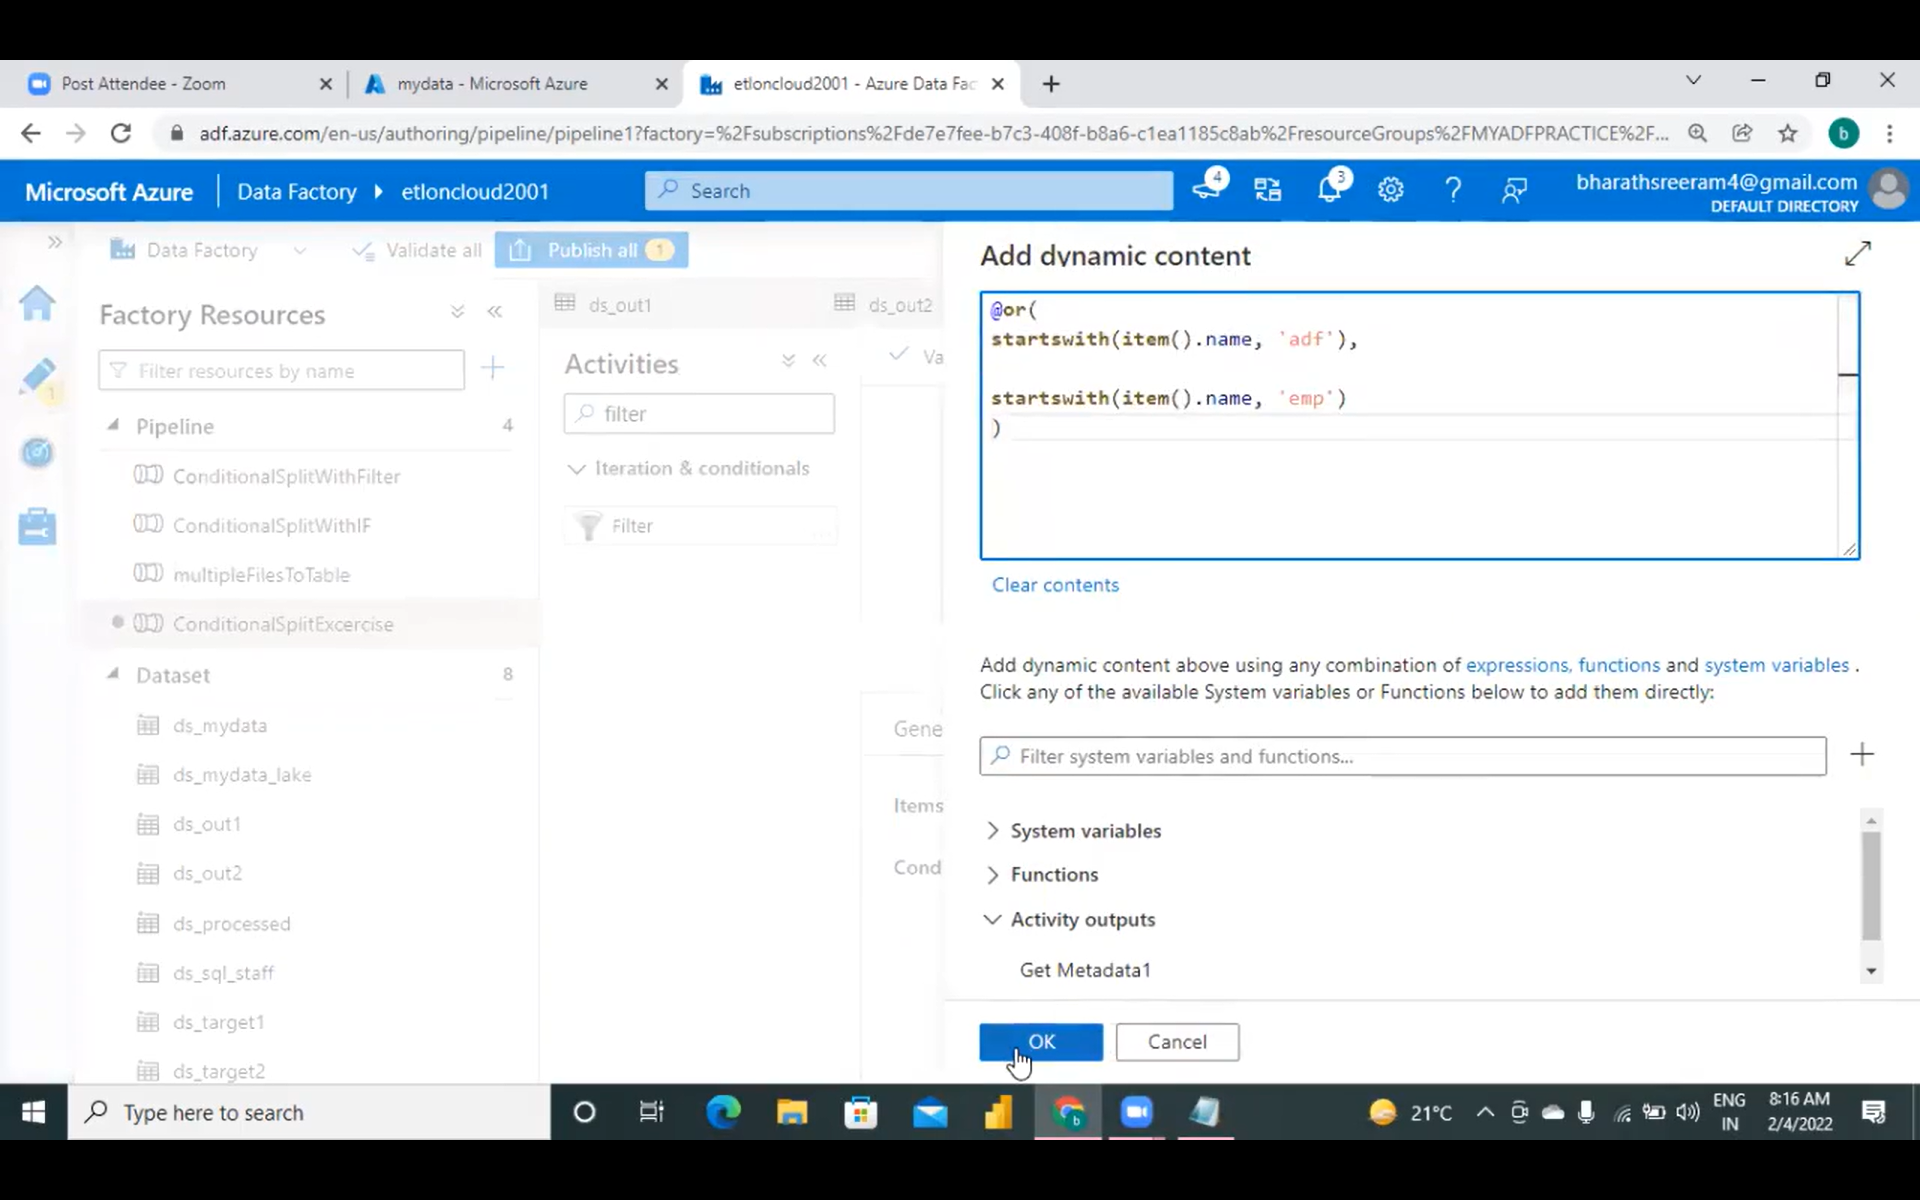 Post Attendee - Zoom
mydata - Microsoft Azure
etloncloud2001 - Azure Data Fac
adf.azure.com/en-us/authoring/pipeline/pipeline1?factory=%2Fsubscriptions%2Fde7e7fee-b7c3-408f-b8a6-c1ea1185c8ab%2FresourceGroups%2FMYADFPRACTICE%2F...
b
Microsoft Azure
Data Factory
etloncloud2001
Search
4
3
bharathsreeram4@gmail.com
DEFAULT DIRECTORY
Data Factory
Validate all
Publish all 1
Factory Resources
Filter resources by name
1
Pipeline 4
ConditionalSplitWithFilter
ConditionalSplitWithIF
multipleFilesToTable
ConditionalSplitExcercise
Dataset 8
ds_mydata
ds_mydata_lake
ds_out1
ds_out2
ds_processed
ds_sql_staff
ds_target1
ds_target2
ds_out1
ds_out2
Activities
filter
Iteration & conditionals
Filter
Va
Gene
Items
Cond
Add dynamic content
@or(
startswith(item().name, 'adf'),
startswith(item().name, 'emp')
)
Clear contents
Add dynamic content above using any combination of expressions, functions and system variables .
Click any of the available System variables or Functions below to add them directly:
Filter system variables and functions...
System variables
Functions
Activity outputs
Get Metadata1
OK
Cancel
Type here to search
b
21°C
ENG
IN
8:16 AM
2/4/2022